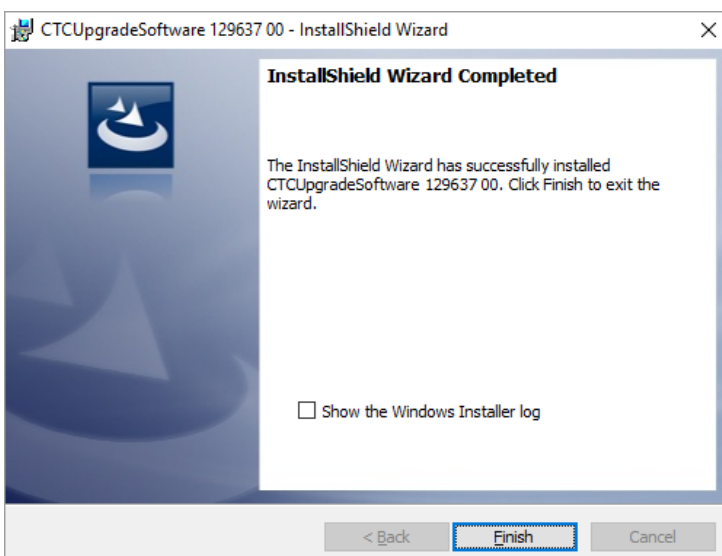 CTCUpgradeSoftware 129637 00 - InstallShield Wizard
InstallShield Wizard Completed
The InstallShield Wizard has successfully installed
CTCUpgradeSoftware 129637 00. Click Finish to exit the
wizard.
Show the Windows Installer log
< Back
Finish
Cancel